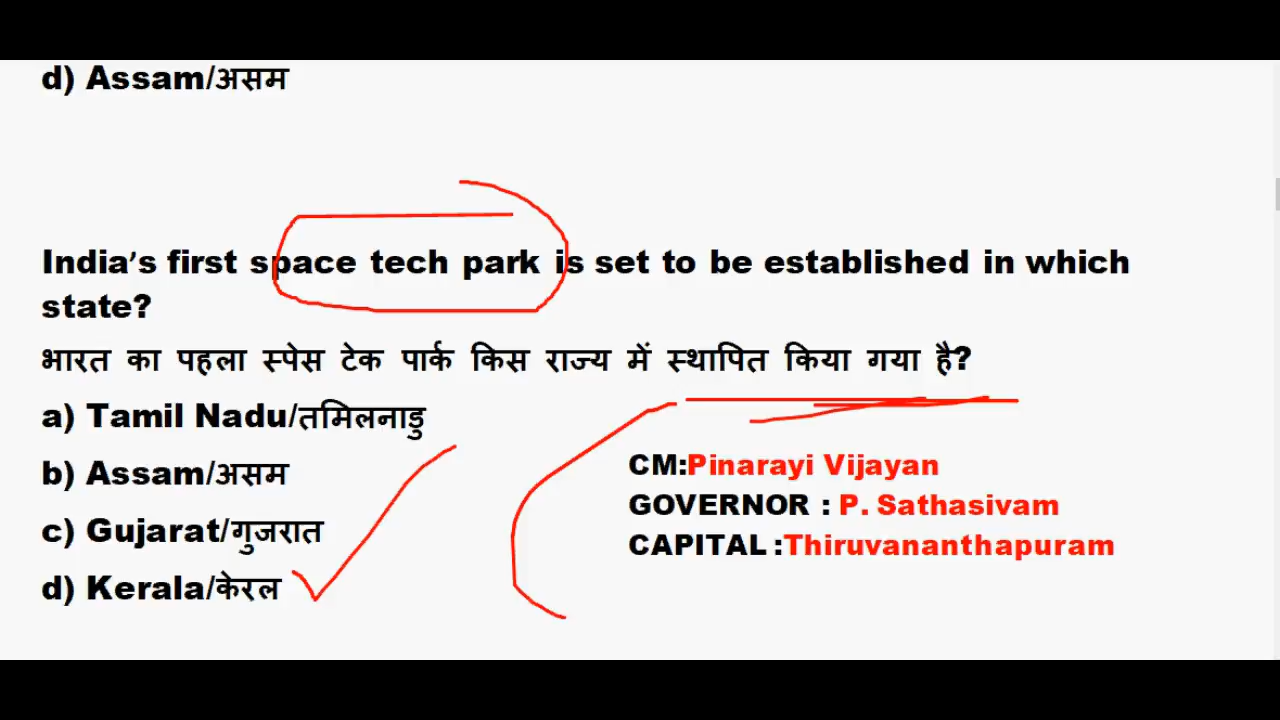 d) Assam/असम
India’s first space tech park is set to be established in which
state?
भारत का पहला स्पेस टेक पार्क किस राज्य में स्थापित किया गया है?
a) Tamil Nadu/तमिलनाडु
b) Assam/असम
c) Gujarat/गुजरात
d) Kerala/केरल
CM:Pinarayi Vijayan
GOVERNOR : P. Sathasivam
CAPITAL :Thiruvananthapuram